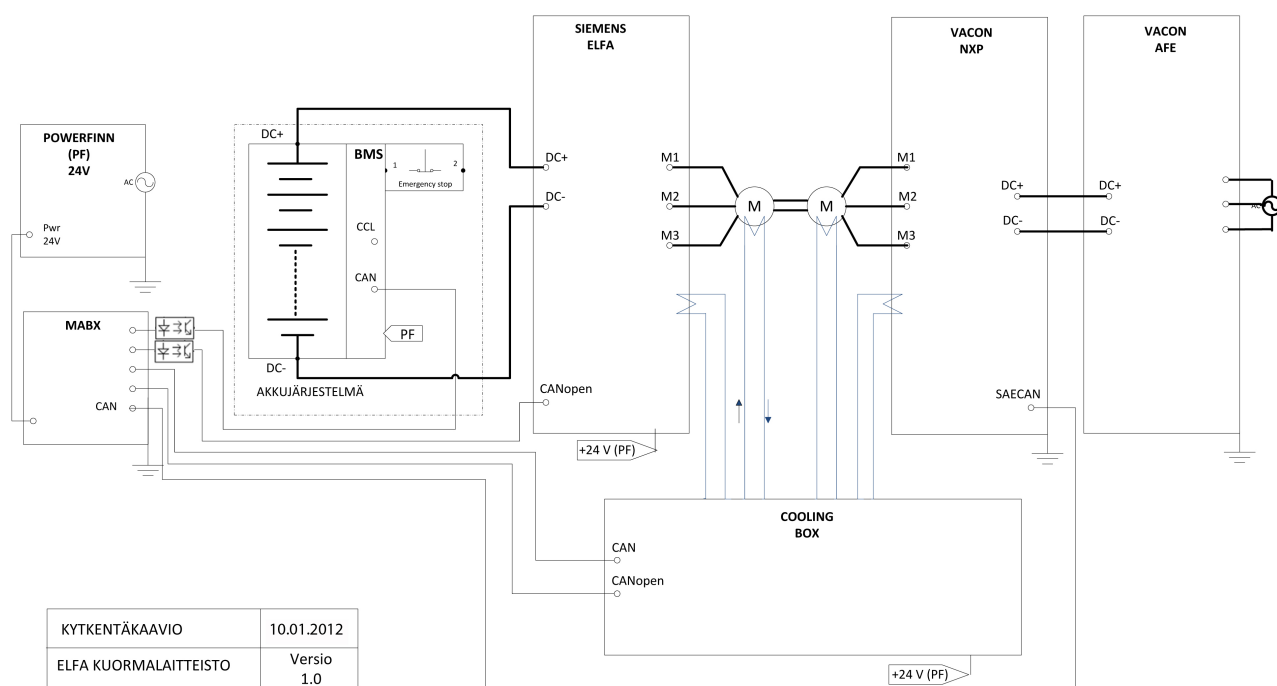 SIEMENS
ELFA
VACON
NXP
VACON
AFE
POWERFINN
(PF)
24V
AC
Pwr
24V
DC+
BMS
1
2
Emergency stop
CCL
CAN
PF
DC-
AKKUJÄRJESTELMÄ
DC+
DC-
M1
M2
M3
M
M
M1
M2
M3
DC+
DC-
DC+
DC-
AC
MABX
CAN
CANopen
+24 V (PF)
SAECAN
COOLING
BOX
CAN
CANopen
+24 V (PF)
KYTKENTÄKAAVIO
10.01.2012
ELFA KUORMALAITTEISTO
Versio
1.0